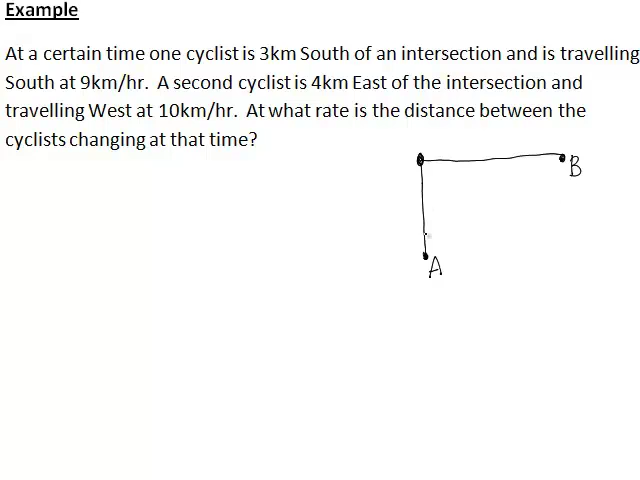 Example
At a certain time one cyclist is 3km South of an intersection and is travelling
South at 9km/hr. A second cyclist is 4km East of the intersection and
travelling West at 10km/hr. At what rate is the distance between the
cyclists changing at that time?
B
A